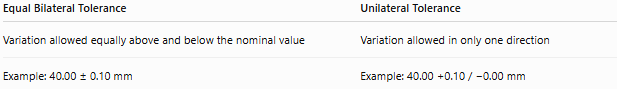 Equal Bilateral Tolerance Unilateral Tolerance
Variation allowed equally above and below the nominal value Variation allowed in only one direction
Example: 40.00 ± 0.10 mm Example: 40.00 +0.10 / −0.00 mm